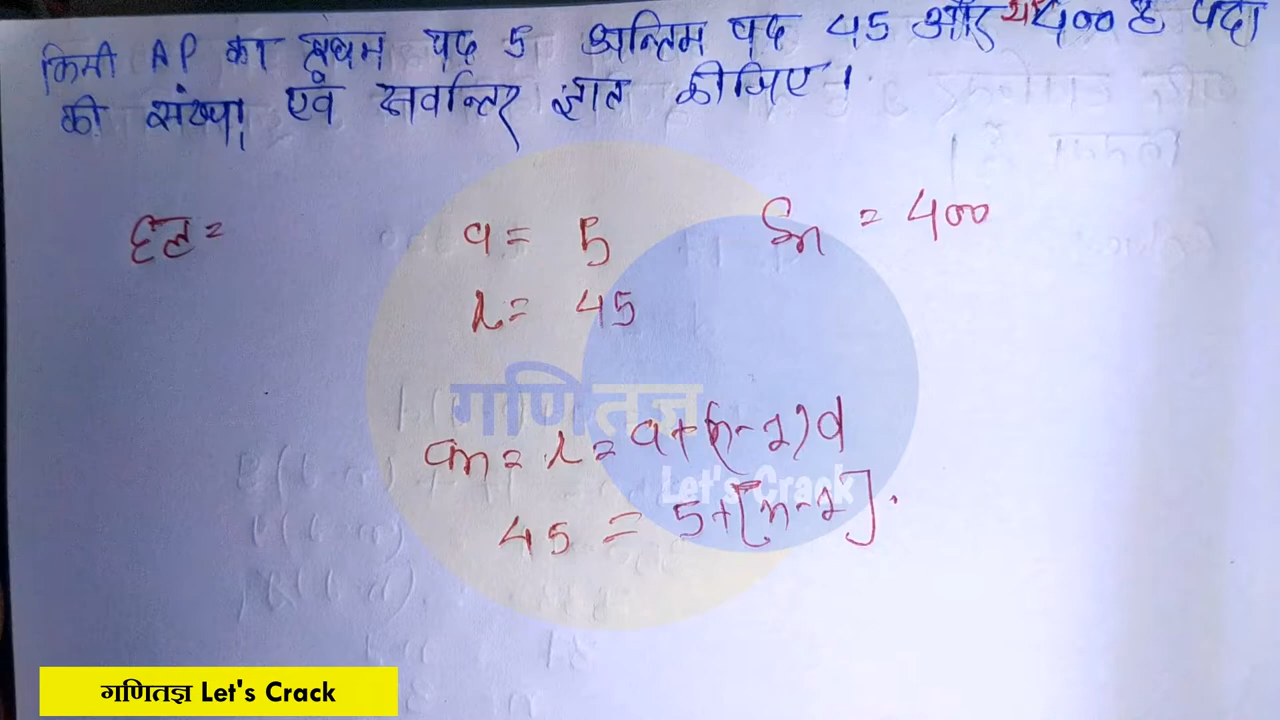 किसी AP का प्रथम पद 5 अन्तिम पद 45 और योग 400 है पदों
की संख्या एवं सर्वान्तर ज्ञात कीजिए।
हल =
a = 5
Sn = 400
l = 45
गणितज्ञ
an = l = a+(n-1)d
Let's Crack
45 = 5+[n-1].
गणितज्ञ Let's Crack